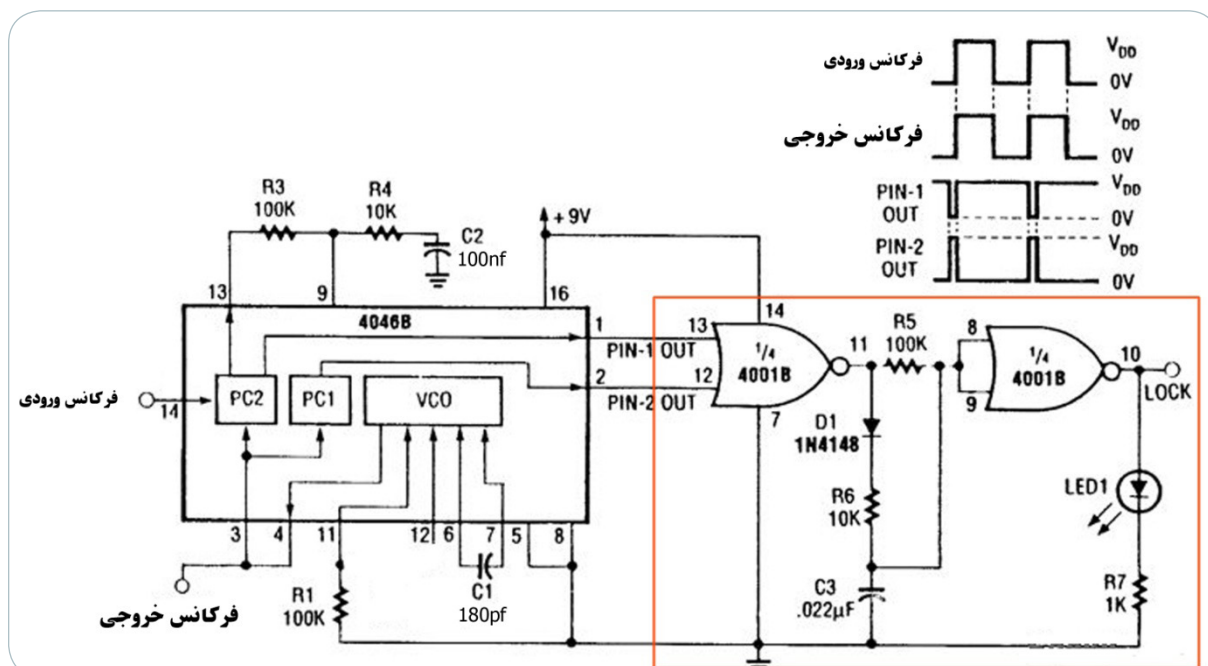 فرکانس ورودی
V_DD
0V
فرکانس خروجی
V_DD
0V
PIN-1
OUT
V_DD
0V
PIN-2
OUT
V_DD
0V
R3
100K
R4
10K
C2
100nf
+9V
13
9
16
4046B
1
PIN-1 OUT
2
PIN-2 OUT
PC2
PC1
VCO
فرکانس ورودی
14
3
4
11
12
6
7
5
8
C1
180pf
R1
100K
فرکانس خروجی
13
12
14
1/4
4001B
7
11
R5
100K
D1
1N4148
R6
10K
C3
.022µF
8
9
1/4
4001B
10
LOCK
LED1
R7
1K